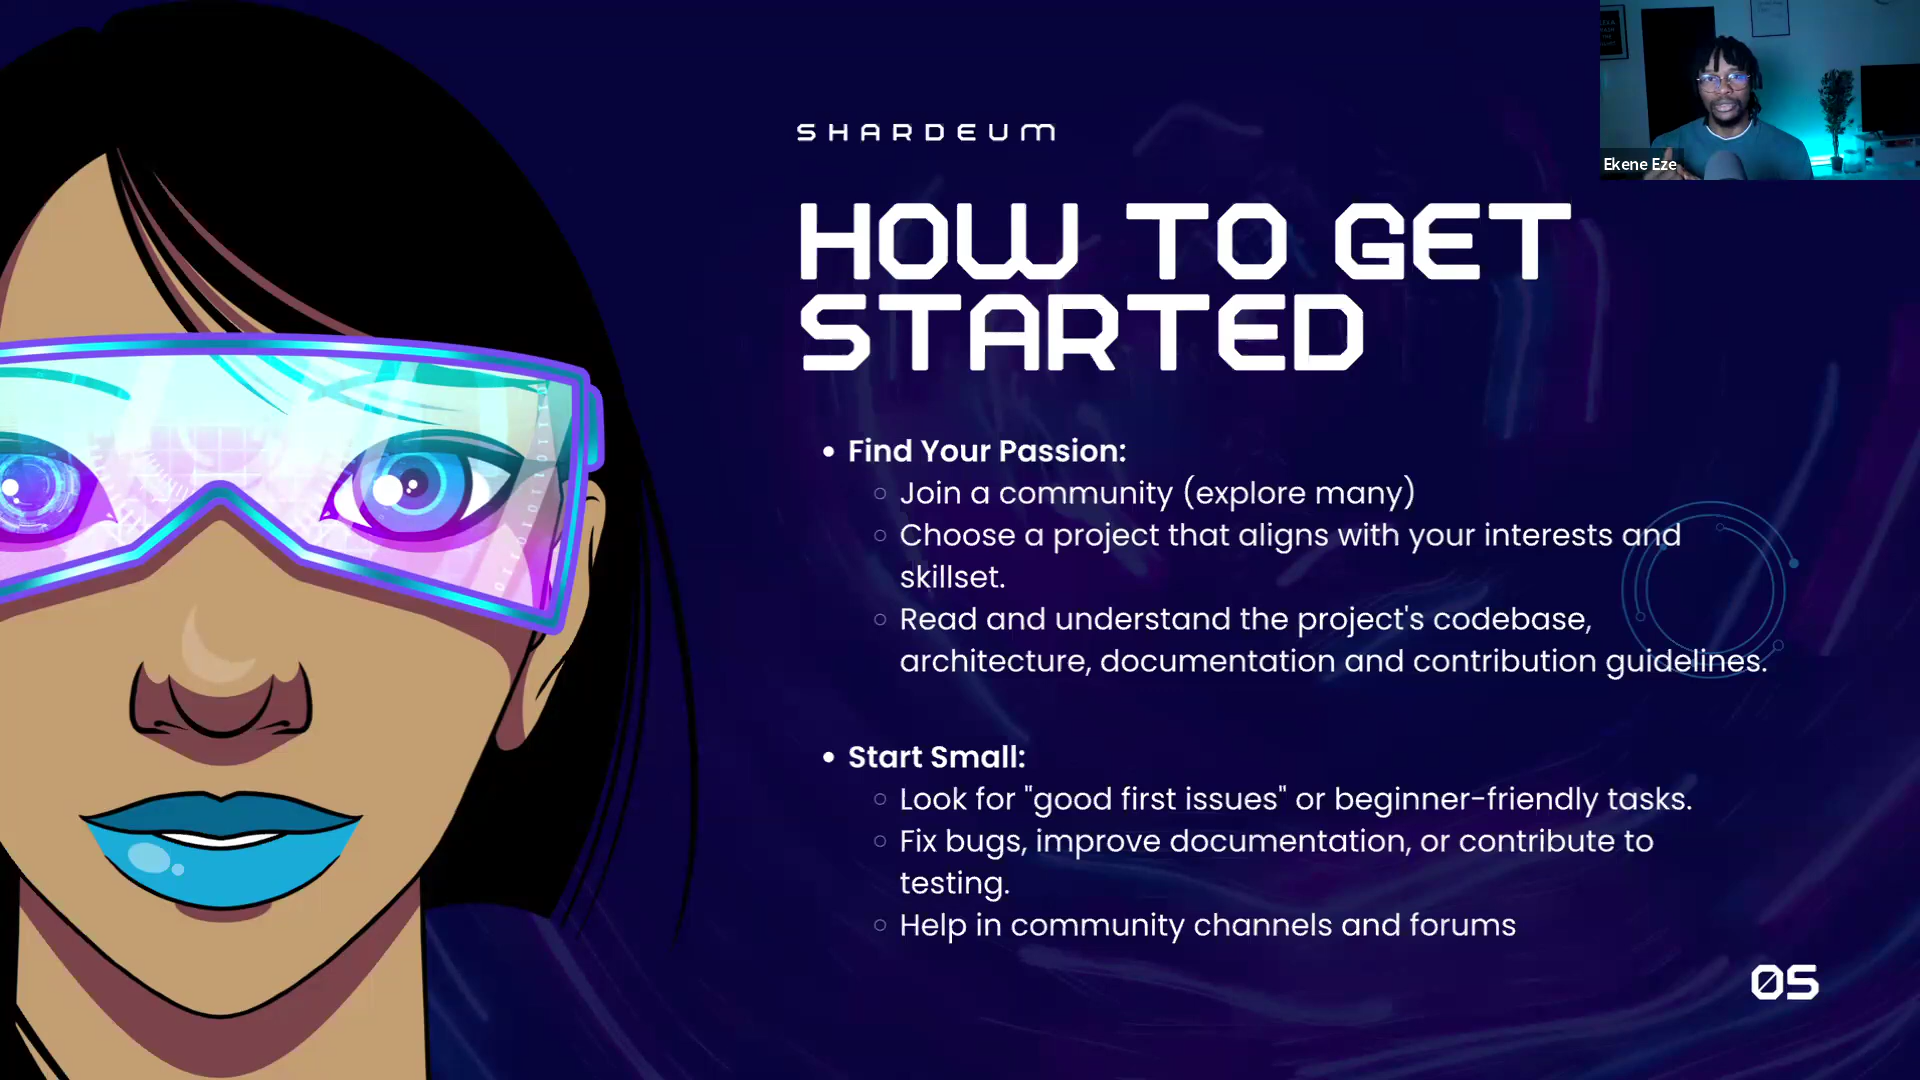 SHARDEUM
Ekene Eze
HOW TO GET
STARTED
• Find Your Passion:
○ Join a community (explore many)
○ Choose a project that aligns with your interests and
skillset.
○ Read and understand the project's codebase,
architecture, documentation and contribution guidelines.
• Start Small:
○ Look for "good first issues" or beginner-friendly tasks.
○ Fix bugs, improve documentation, or contribute to
testing.
○ Help in community channels and forums
05